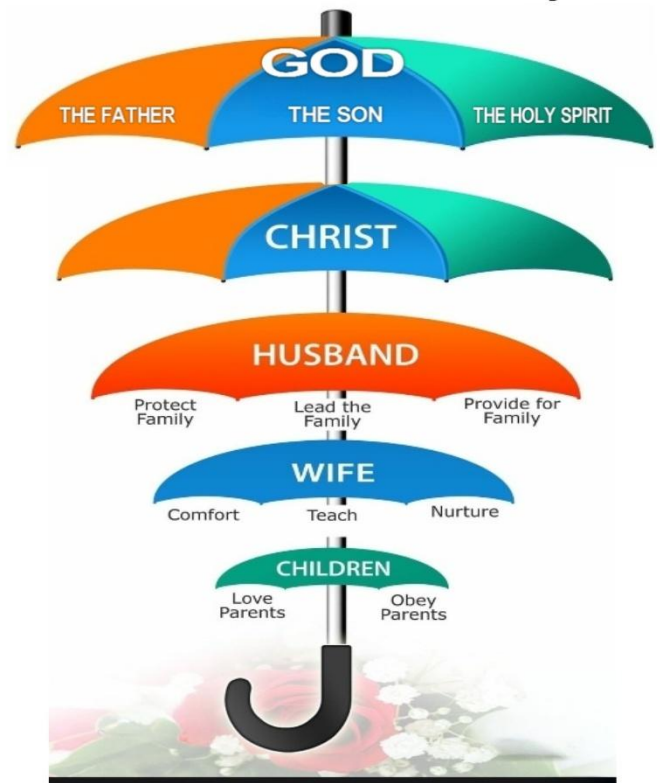 GOD
THE FATHER THE SON THE HOLY SPIRIT
CHRIST
HUSBAND
Protect
Family
Lead the
Family
Provide for
Family
WIFE
Comfort Teach Nurture
CHILDREN
Love
Parents
Obey
Parents